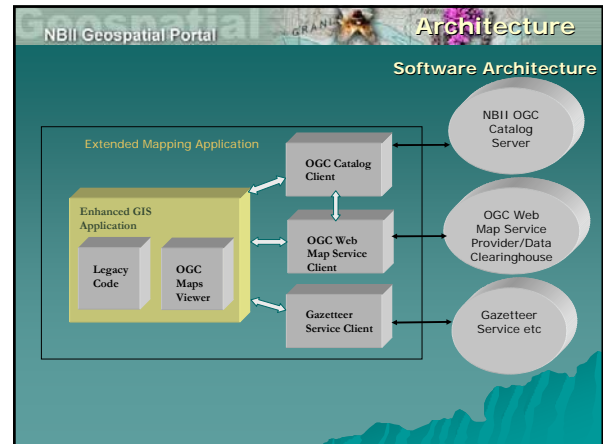 Geospatial
NBII Geospatial Portal
GRANI
Architecture
Software Architecture
Extended Mapping Application
NBII OGC
Catalog
Server
OGC Catalog
Client
Enhanced GIS
Application
Legacy
Code
OGC
Maps
Viewer
OGC Web
Map Service
Client
OGC Web
Map Service
Provider/Data
Clearinghouse
Gazetteer
Service Client
Gazetteer
Service etc